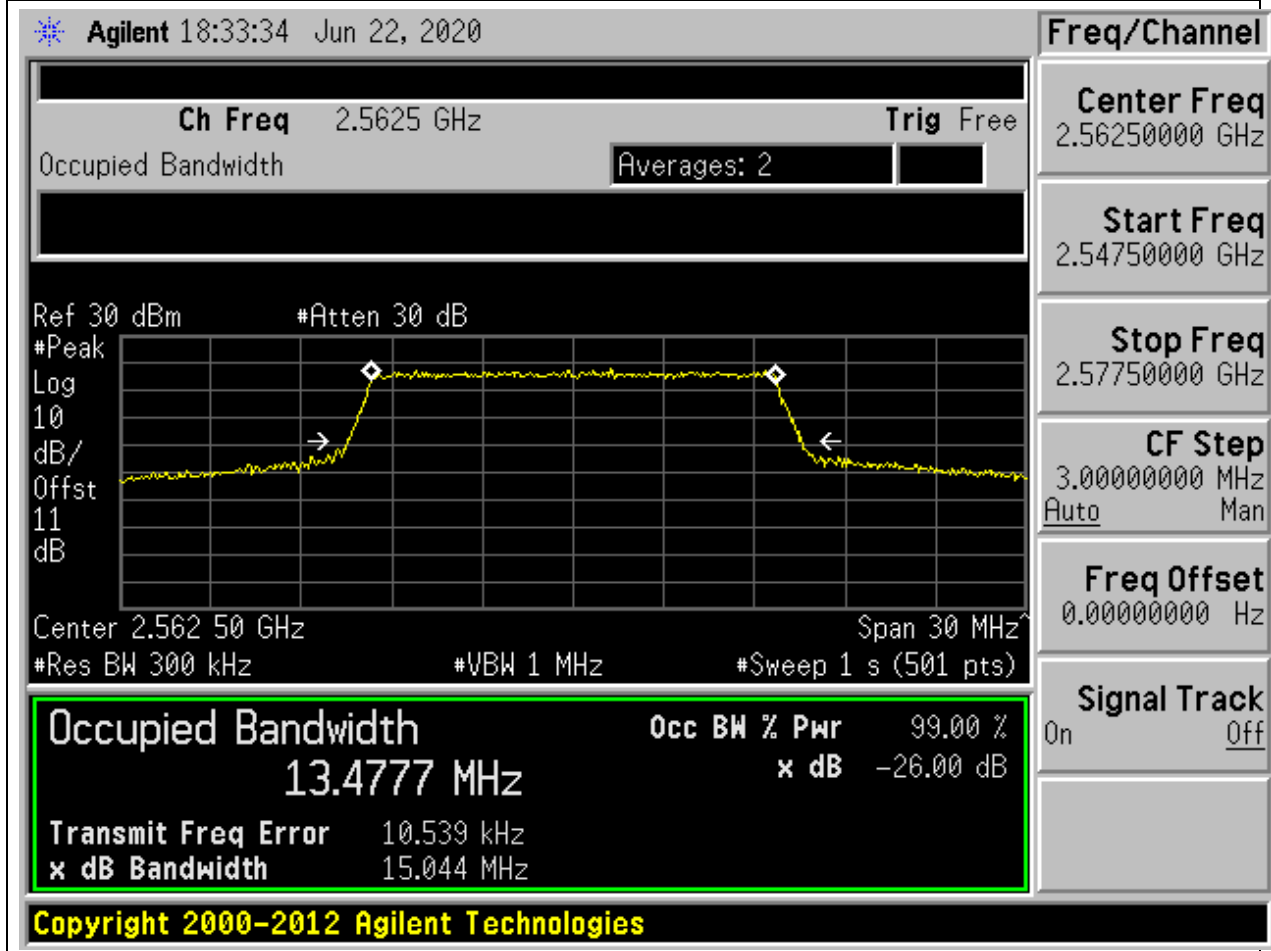 Agilent 18:33:34 Jun 22, 2020
Ch Freq 2.5625 GHz Trig Free
Occupied Bandwidth Averages: 2
Ref 30 dBm #Atten 30 dB
#Peak
Log
10
dB/
Offst
11
dB
Center 2.562 50 GHz Span 30 MHz^
#Res BW 300 kHz #VBW 1 MHz #Sweep 1 s (501 pts)
Occupied Bandwidth Occ BW % Pwr 99.00 %
13.4777 MHz x dB -26.00 dB
Transmit Freq Error 10.539 kHz
x dB Bandwidth 15.044 MHz
Copyright 2000-2012 Agilent Technologies
Freq/Channel
Center Freq
2.56250000 GHz
Start Freq
2.54750000 GHz
Stop Freq
2.57750000 GHz
CF Step
3.00000000 MHz
Auto Man
Freq Offset
0.00000000 Hz
Signal Track
On Off